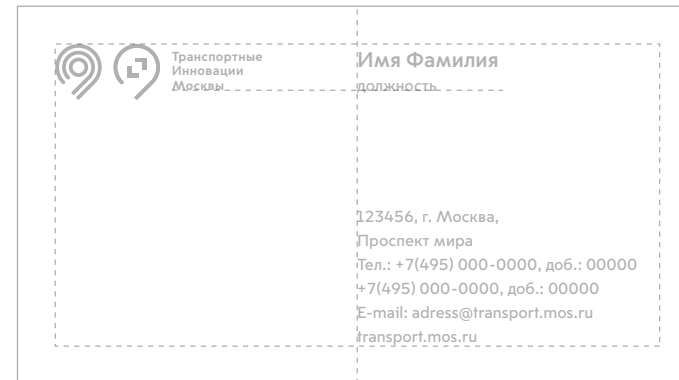 Транспортные
Инновации
Москвы
Имя Фамилия
должность
123456, г. Москва,
Проспект мира
Тел.: +7(495) 000-0000, доб.: 00000
+7(495) 000-0000, доб.: 00000
E-mail: adress@transport.mos.ru
transport.mos.ru